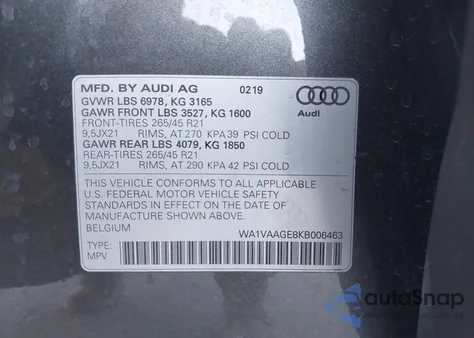 MFD. BY AUDI AG 0219
GVWR LBS 6978, KG 3165
GAWR FRONT LBS 3527, KG 1600
FRONT-TIRES 265/45 R21
9,5JX21 RIMS, AT 270 KPA 39 PSI COLD
GAWR REAR LBS 4079, KG 1850
REAR-TIRES 265/45 R21
9,5JX21 RIMS, AT 290 KPA 42 PSI COLD
Audi
THIS VEHICLE CONFORMS TO ALL APPLICABLE
U.S. FEDERAL MOTOR VEHICLE SAFETY
STANDARDS IN EFFECT ON THE DATE OF
MANUFACTURE SHOWN ABOVE.
BELGIUM WA1VAAGE8KB006463
TYPE:
MPV
autoSnap